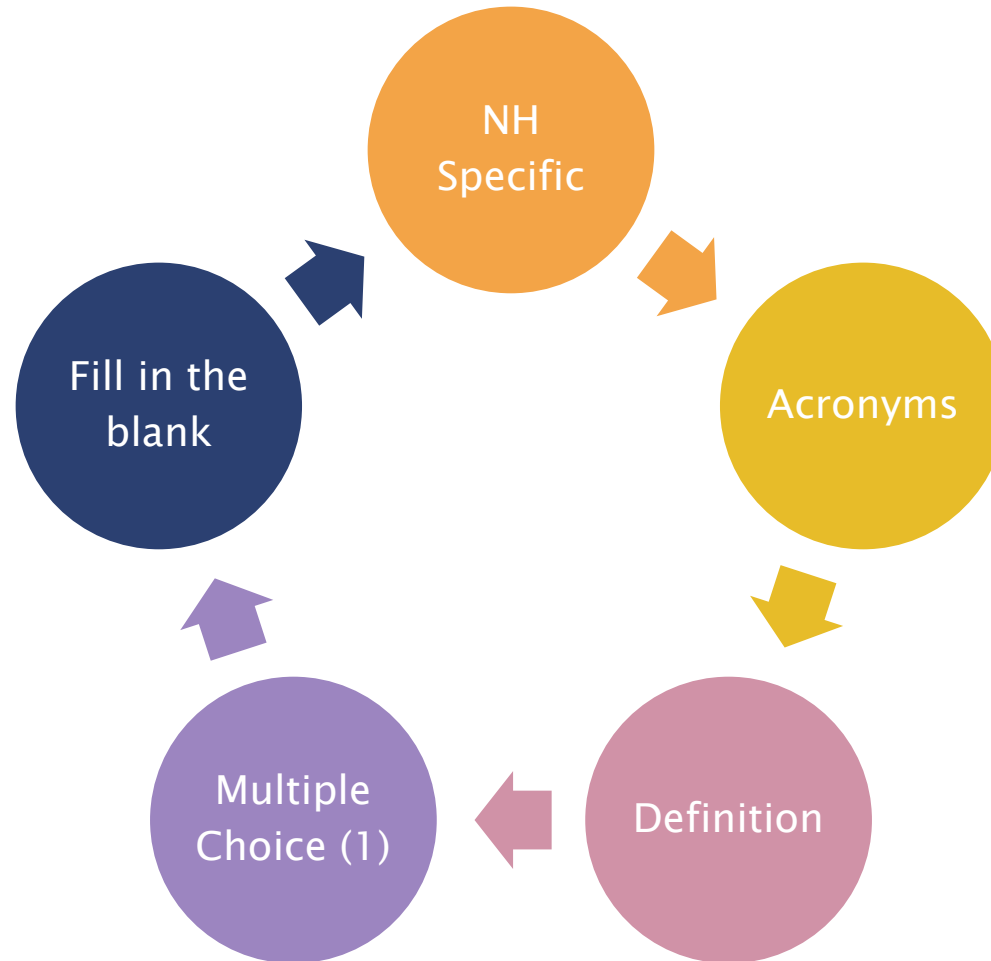 NH
Specific
Acronyms
Definition
Multiple
Choice (1)
Fill in the
blank